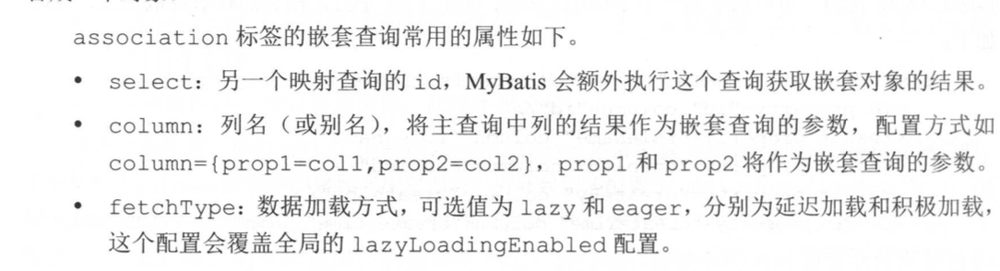 association 标签的嵌套查询常用的属性如下。
• select：另一个映射查询的 id，MyBatis 会额外执行这个查询获取嵌套对象的结果。
• column：列名（或别名），将主查询中列的结果作为嵌套查询的参数，配置方式如
column={prop1=col1,prop2=col2}，prop1 和 prop2 将作为嵌套查询的参数。
• fetchType：数据加载方式，可选值为 lazy 和 eager，分别为延迟加载和积极加载，
这个配置会覆盖全局的 lazyLoadingEnabled 配置。